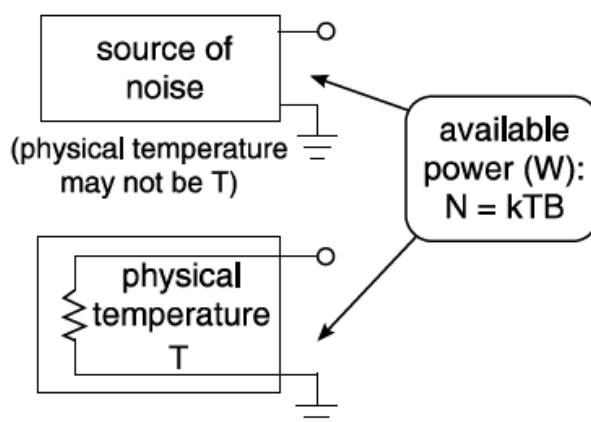 source of
noise
(physical temperature
may not be T)
available
power (W):
N = kTB
physical
temperature
T